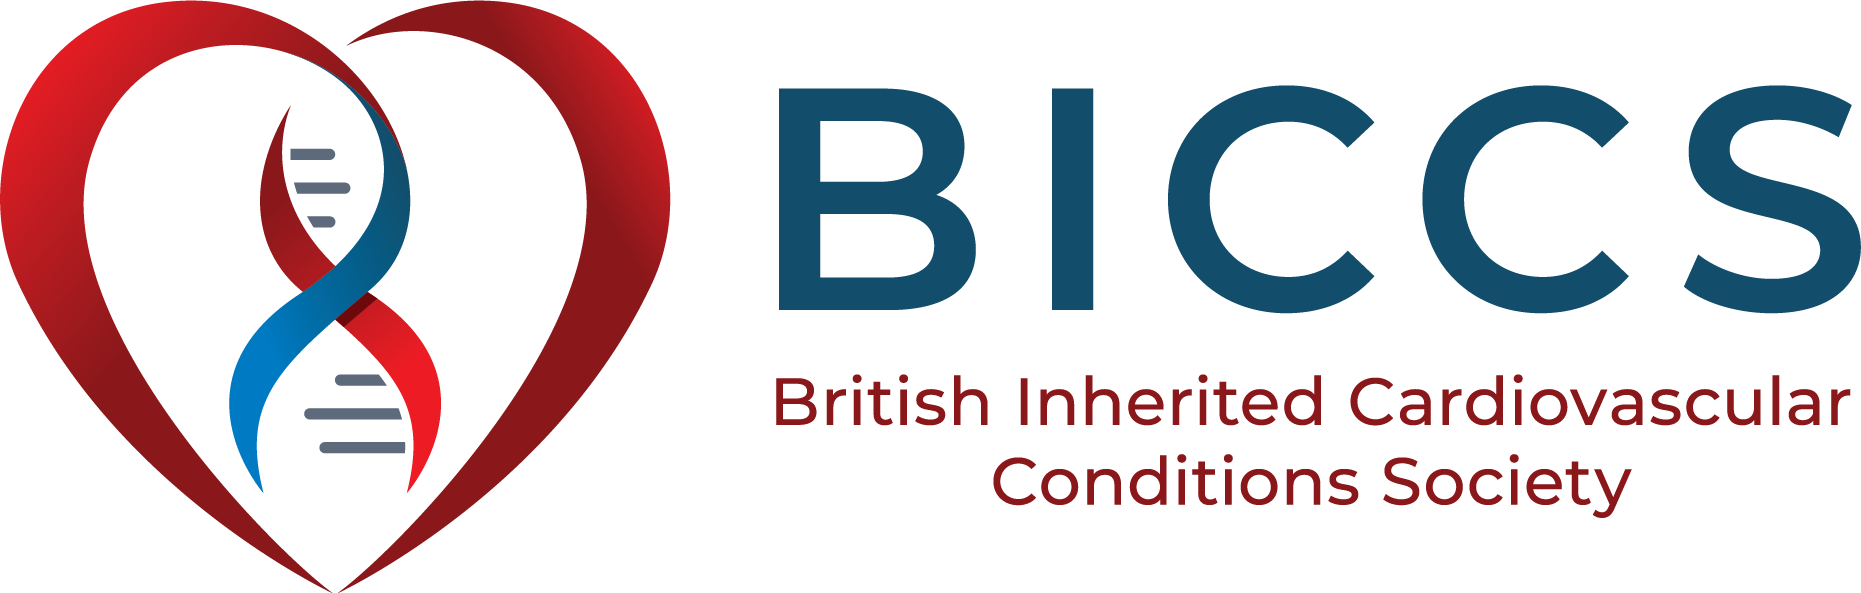 BICCS
British Inherited Cardiovascular
Conditions Society